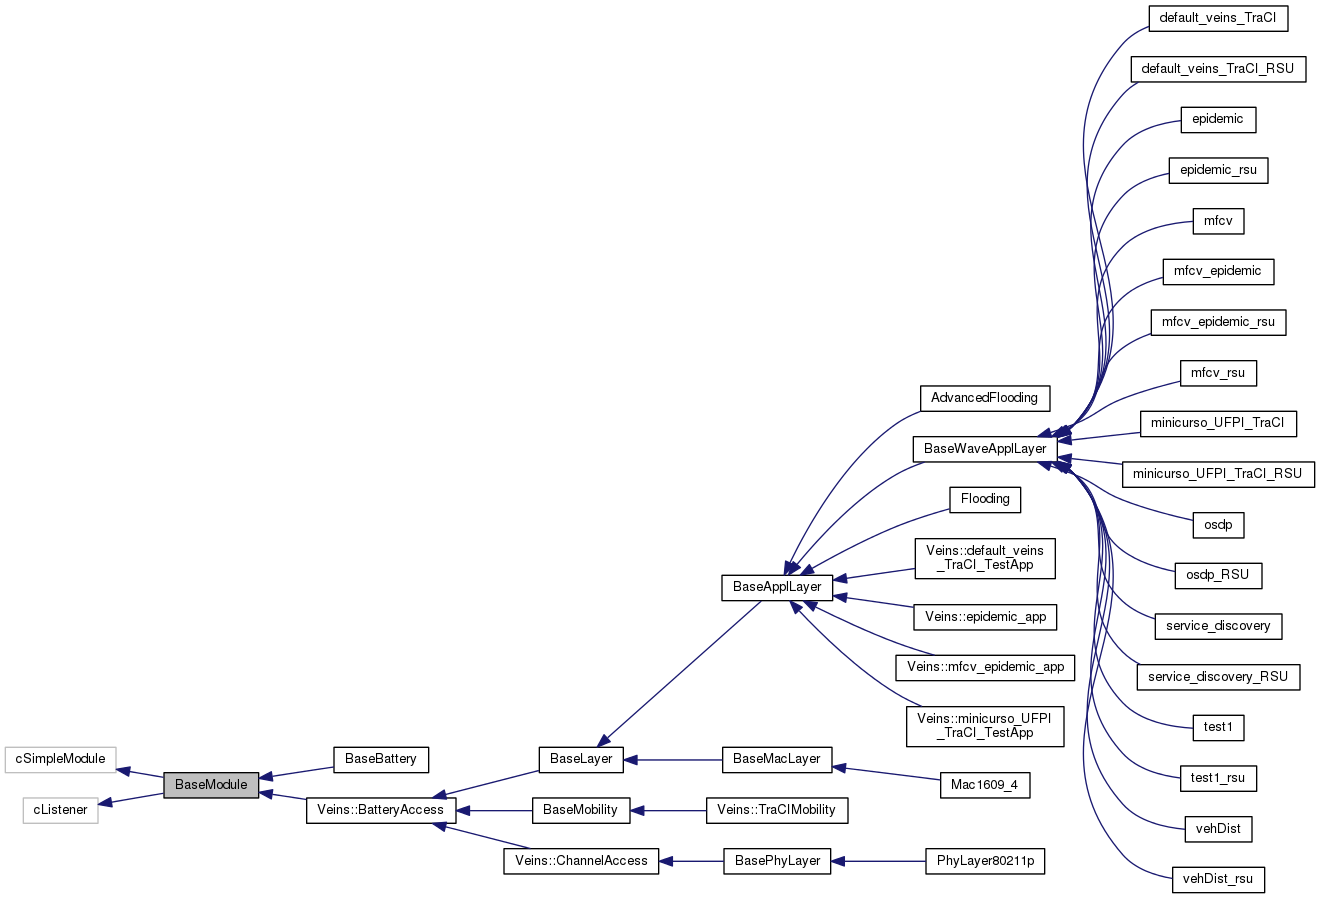 default_veins_TraCI
default_veins_TraCI_RSU
epidemic
epidemic_rsu
mfcv
mfcv_epidemic
mfcv_epidemic_rsu
mfcv_rsu
AdvancedFlooding
minicurso_UFPI_TraCI
BaseWaveApplLayer
minicurso_UFPI_TraCI_RSU
Flooding
osdp
Veins::default_veins
_TraCI_TestApp
osdp_RSU
BaseApplLayer
Veins::epidemic_app
service_discovery
Veins::mfcv_epidemic_app
service_discovery_RSU
Veins::minicurso_UFPI
_TraCI_TestApp
test1
cSimpleModule
BaseBattery
BaseLayer
BaseMacLayer
test1_rsu
BaseModule
Mac1609_4
cListener
Veins::BatteryAccess
BaseMobility
Veins::TraCIMobility
vehDist
Veins::ChannelAccess
BasePhyLayer
PhyLayer80211p
vehDist_rsu